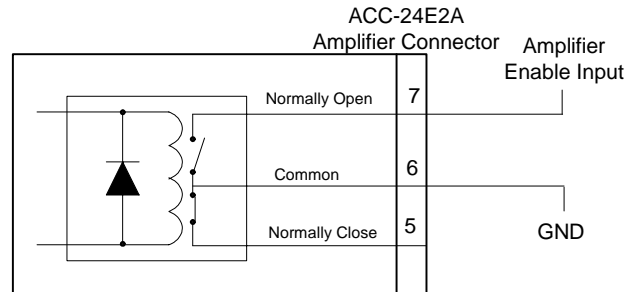 ACC-24E2A
Amplifier Connector
Amplifier
Enable Input
Normally Open
7
Common
6
Normally Close
5
GND